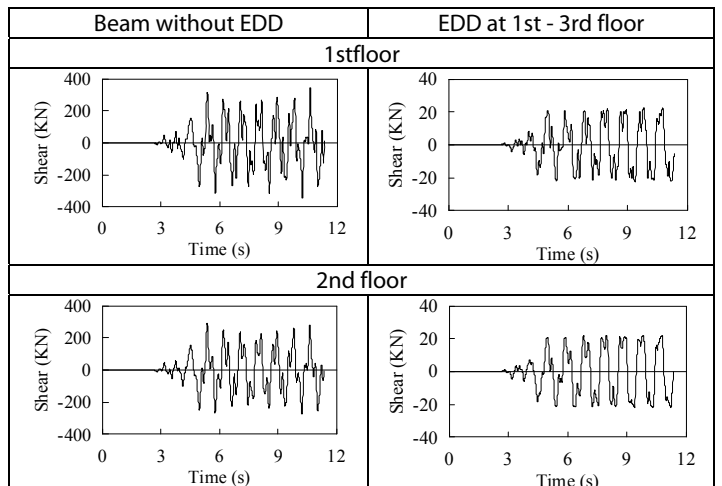 Beam without EDD
EDD at 1st - 3rd floor
1stfloor
400
200
0
-200
-400
Shear (KN)
0 3 6 9 12
Time (s)
40
20
0
-20
-40
Shear (KN)
0 3 6 9 12
Time (s)
2nd floor
400
200
0
-200
-400
Shear (KN)
0 3 6 9 12
Time (s)
40
20
0
-20
-40
Shear (KN)
0 3 6 9 12
Time (s)